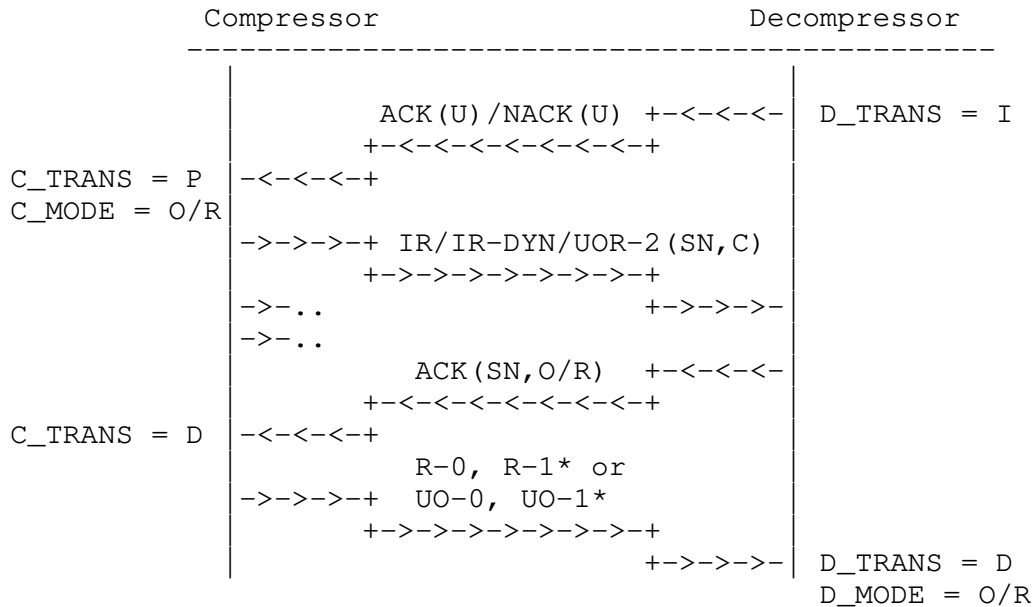 Compressor                     Decompressor
----------------------------------------------
|                                |
|        ACK(U)/NACK(U) +-<-<-<-|  D_TRANS = I
|       +-<-<-<-<-<-<-<-+        |
C_TRANS = P |-<-<-<-+                        |
C_MODE = O/R|                                |
|->->->-+ IR/IR-DYN/UOR-2(SN,C)  |
|       +->->->->->->->-+        |
|->-..                  +->->->-|
|->-..                           |
|          ACK(SN,O/R)  +-<-<-<-|
|       +-<-<-<-<-<-<-<-+        |
C_TRANS = D |-<-<-<-+                        |
|          R-0, R-1* or          |
|->->->-+  UO-0, UO-1*           |
|       +->->->->->->->-+        |
|                       +->->->-|  D_TRANS = D
D_MODE = O/R